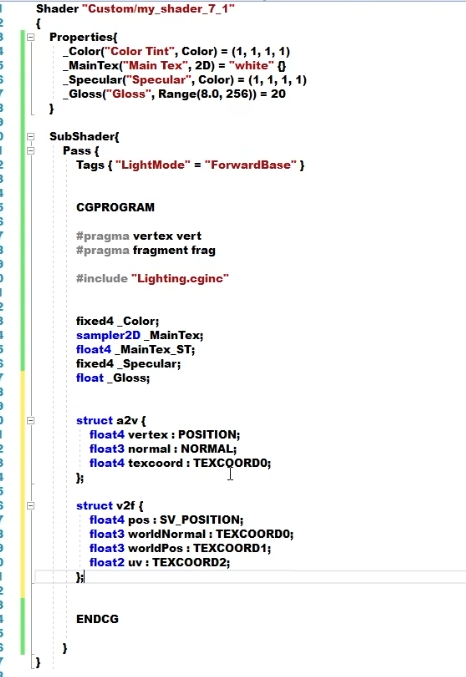 Shader "Custom/my_shader_7_1"
{
Properties{
_Color("Color Tint", Color) = (1, 1, 1, 1)
_MainTex("Main Tex", 2D) = "white" {}
_Specular("Specular", Color) = (1, 1, 1, 1)
_Gloss("Gloss", Range(8.0, 256)) = 20
}
SubShader{
Pass {
Tags { "LightMode" = "ForwardBase" }
CGPROGRAM
#pragma vertex vert
#pragma fragment frag
#include "Lighting.cginc"
fixed4 _Color;
sampler2D _MainTex;
float4 _MainTex_ST;
fixed4 _Specular;
float _Gloss;
struct a2v {
float4 vertex : POSITION;
float3 normal : NORMAL;
float4 texcoord : TEXCOORD0;
};
struct v2f {
float4 pos : SV_POSITION;
float3 worldNormal : TEXCOORD0;
float3 worldPos : TEXCOORD1;
float2 uv : TEXCOORD2;
};
ENDCG
}
}